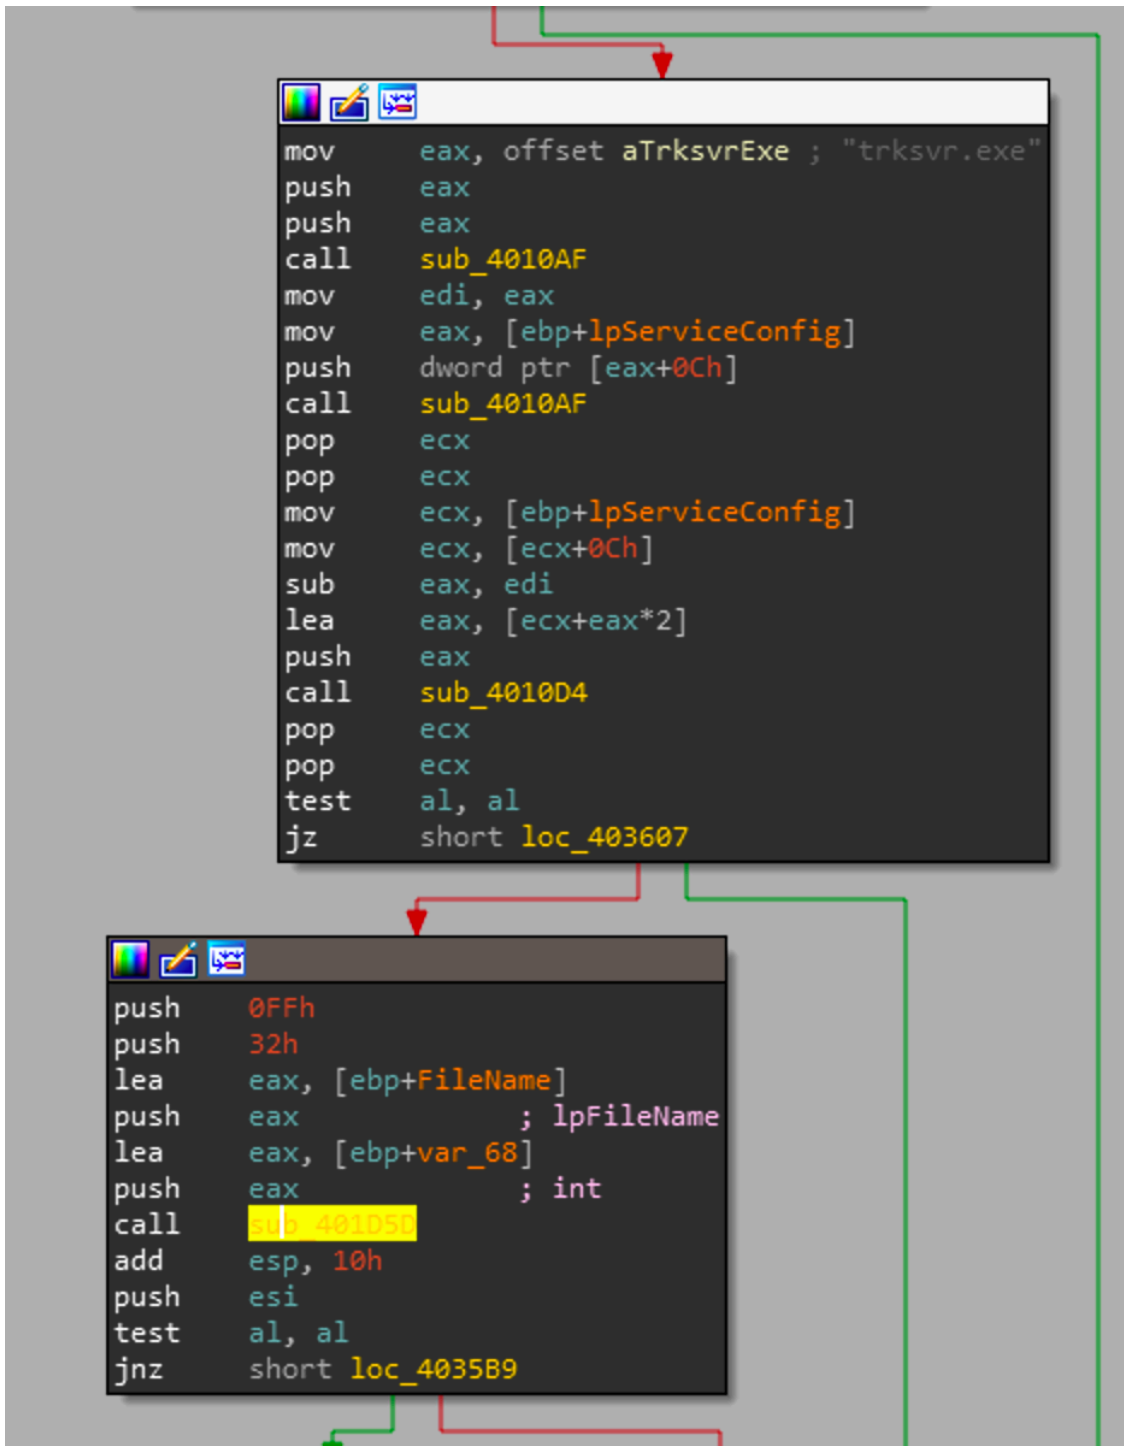 mov eax, offset aTrksvrExe ; "trksvr.exe"
push eax
push eax
call sub_4010AF
mov edi, eax
mov eax, [ebp+lpServiceConfig]
push dword ptr [eax+0Ch]
call sub_4010AF
pop ecx
pop ecx
mov ecx, [ebp+lpServiceConfig]
mov ecx, [ecx+0Ch]
sub eax, edi
lea eax, [ecx+eax*2]
push eax
call sub_4010D4
pop ecx
pop ecx
test al, al
jz short loc_403607
push 0FFh
push 32h
lea eax, [ebp+FileName]
push eax ; lpFileName
lea eax, [ebp+var_68]
push eax ; int
call sub_401D5D
add esp, 10h
push esi
test al, al
jnz short loc_4035B9